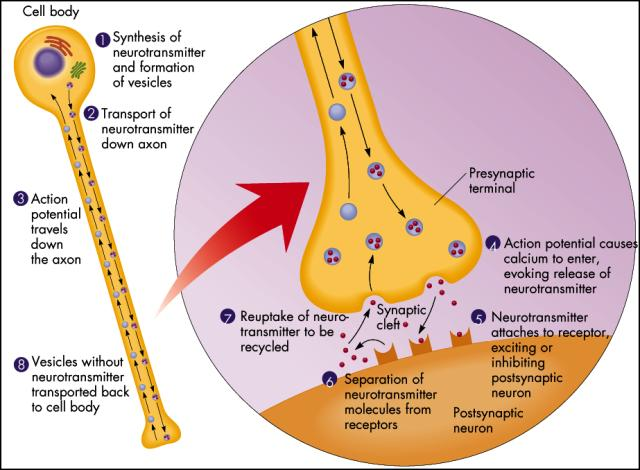 Cell body
1 Synthesis of
neurotransmitter
and formation
of vesicles
2 Transport of
neurotransmitter
down axon
3 Action
potential
travels
down
the axon
Presynaptic
terminal
4 Action potential causes
calcium to enter,
evoking release of
neurotransmitter
7 Reuptake of neuro-
transmitter to be
recycled
Synaptic
cleft
5 Neurotransmitter
attaches to receptor,
exciting or
inhibiting
postsynaptic
neuron
8 Vesicles without
neurotransmitter
transported back
to cell body
6 Separation of
neurotransmitter
molecules from
receptors
Postsynaptic
neuron